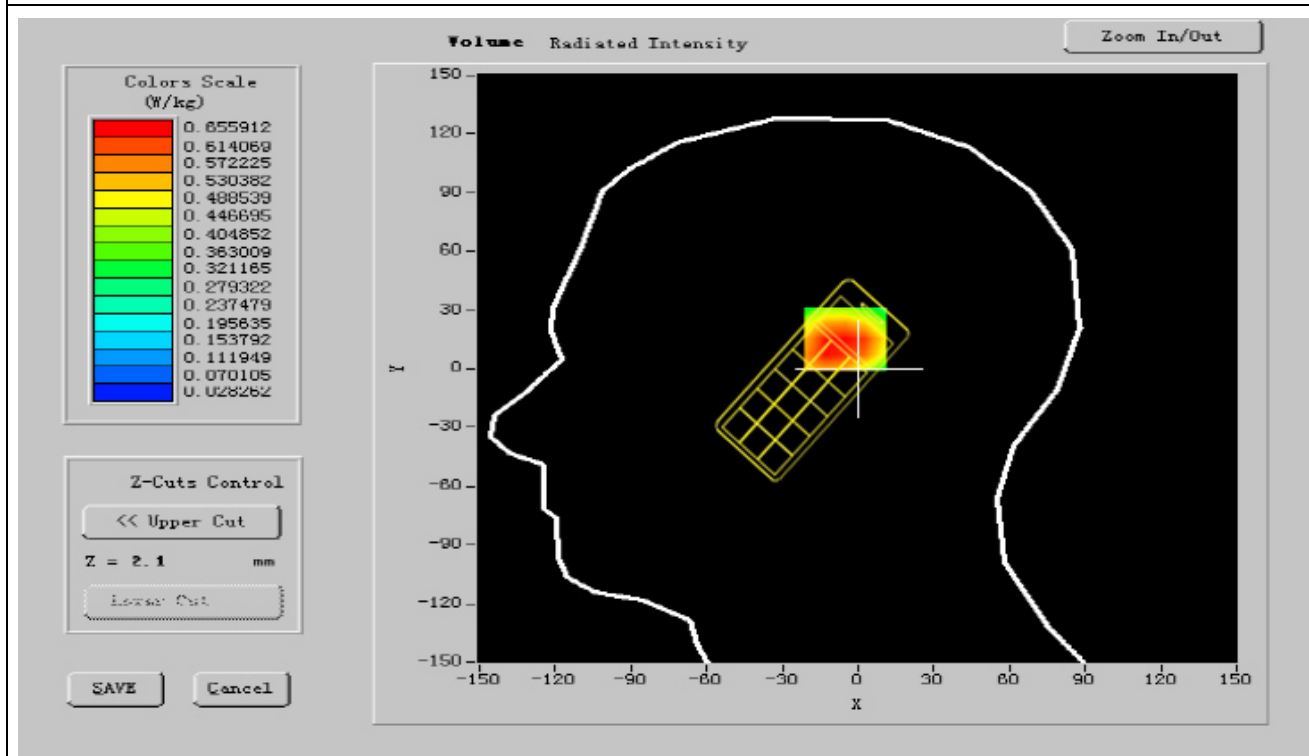 Volume Radiated Intensity
Zoom In/Out
Colors Scale
(W/kg)
0.655912
0.614069
0.572225
0.530382
0.488539
0.446695
0.404852
0.363009
0.321165
0.279322
0.237479
0.195635
0.153792
0.111949
0.070105
0.028262
Z-Cuts Control
<< Upper Cut
Z = 2.1 mm
Lower Cut
SAVE
Cancel
150
120
90
60
30
0
-30
-60
-90
-120
-150
Y
-150 -120 -90 -60 -30 0 30 60 90 120 150
X